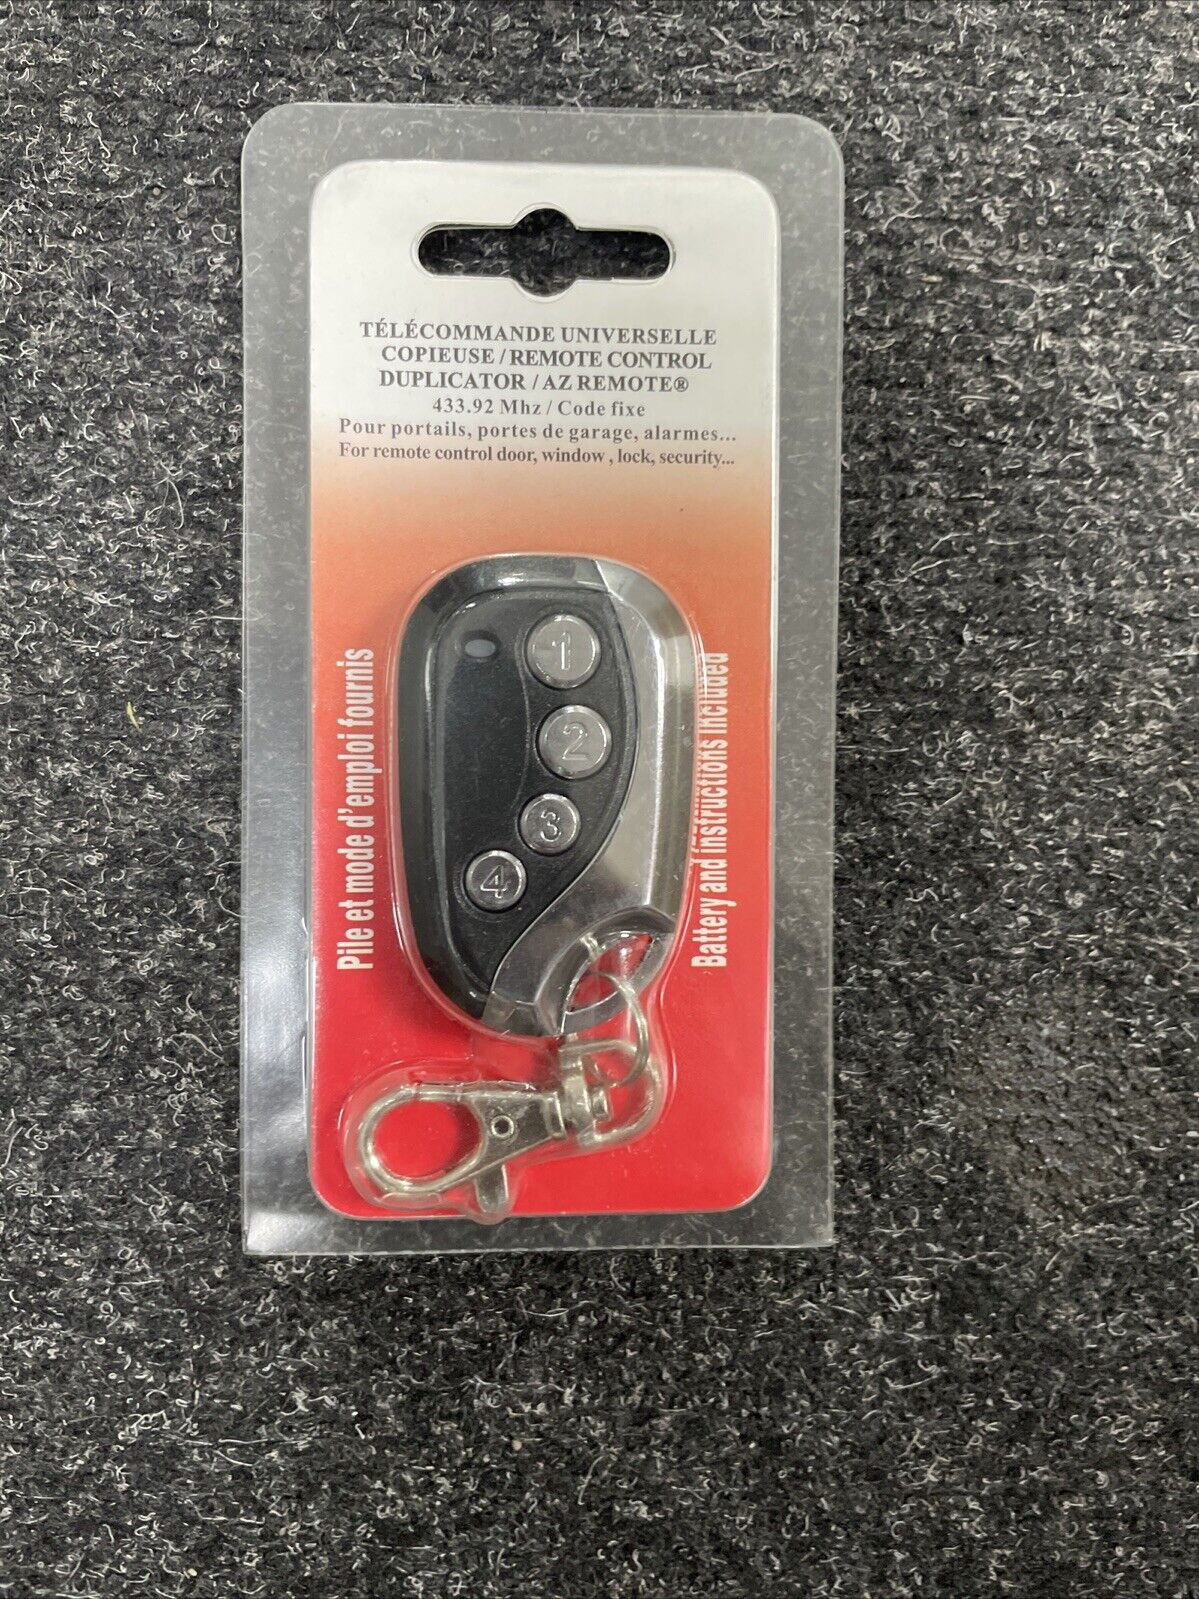 TÉLÉCOMMANDE UNIVERSELLE
COPIEUSE / REMOTE CONTROL
DUPLICATOR / AZ REMOTE®
433.92 Mhz / Code fixe
Pour portails, portes de garage, alarmes...
For remote control door, window , lock, security...
Pile et mode d'emploi fournis
1
2
3
4
Battery and instructions included